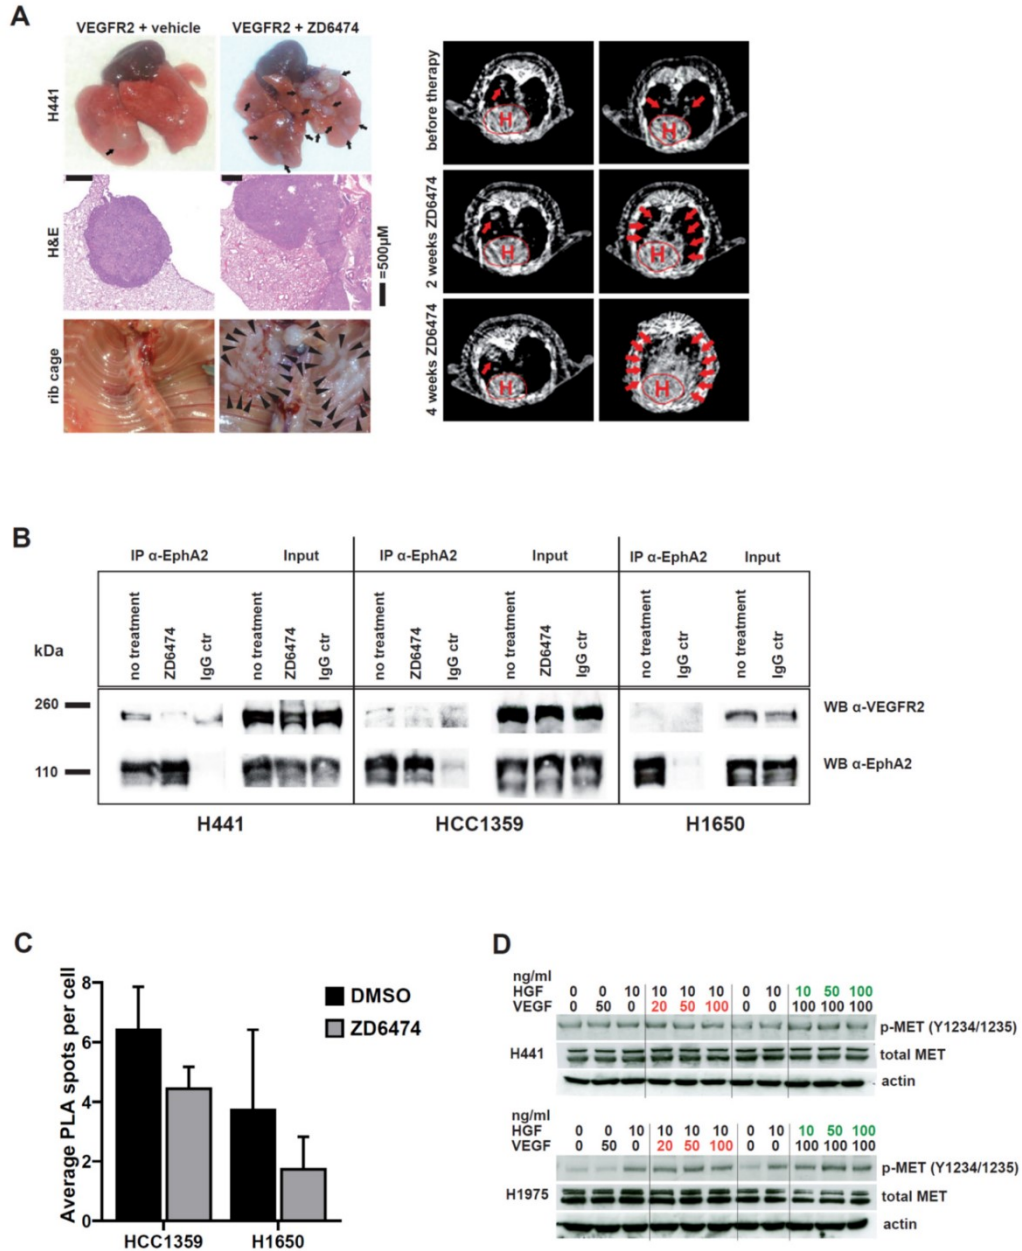 A
VEGFR2 + vehicle
VEGFR2 + ZD6474
H441
H&E
rib cage
=500µM
before therapy
2 weeks ZD6474
4 weeks ZD6474
H
H
H
H
H
H
B
IP α-EphA2
Input
IP α-EphA2
Input
IP α-EphA2
Input
no treatment
ZD6474
IgG ctr
no treatment
ZD6474
IgG ctr
no treatment
ZD6474
IgG ctr
no treatment
ZD6474
IgG ctr
no treatment
IgG ctr
no treatment
IgG ctr
kDa
260
110
WB α-VEGFR2
WB α-EphA2
H441
HCC1359
H1650
C
Average PLA spots per cell
8
6
4
2
0
DMSO
ZD6474
HCC1359
H1650
D
ng/ml
HGF 0 0 10 10 10 10 0 10 10 50 100
VEGF 0 50 0 20 50 100 0 0 100 100 100
p-MET (Y1234/1235)
H441
total MET
actin
ng/ml
HGF 0 0 10 10 10 10 0 10 10 50 100
VEGF 0 50 0 20 50 100 0 0 100 100 100
p-MET (Y1234/1235)
H1975
total MET
actin